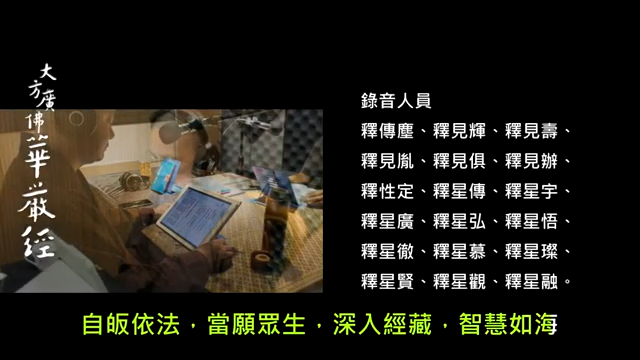 大方廣佛華嚴經
錄音人員
釋傳塵、釋見輝、釋見壽、
釋見胤、釋見俱、釋見辦、
釋性定、釋星傳、釋星宇、
釋星廣、釋星弘、釋星悟、
釋星徹、釋星慕、釋星璨、
釋星賢、釋星觀、釋星融。
自皈依法，當願眾生，深入經藏，智慧如海